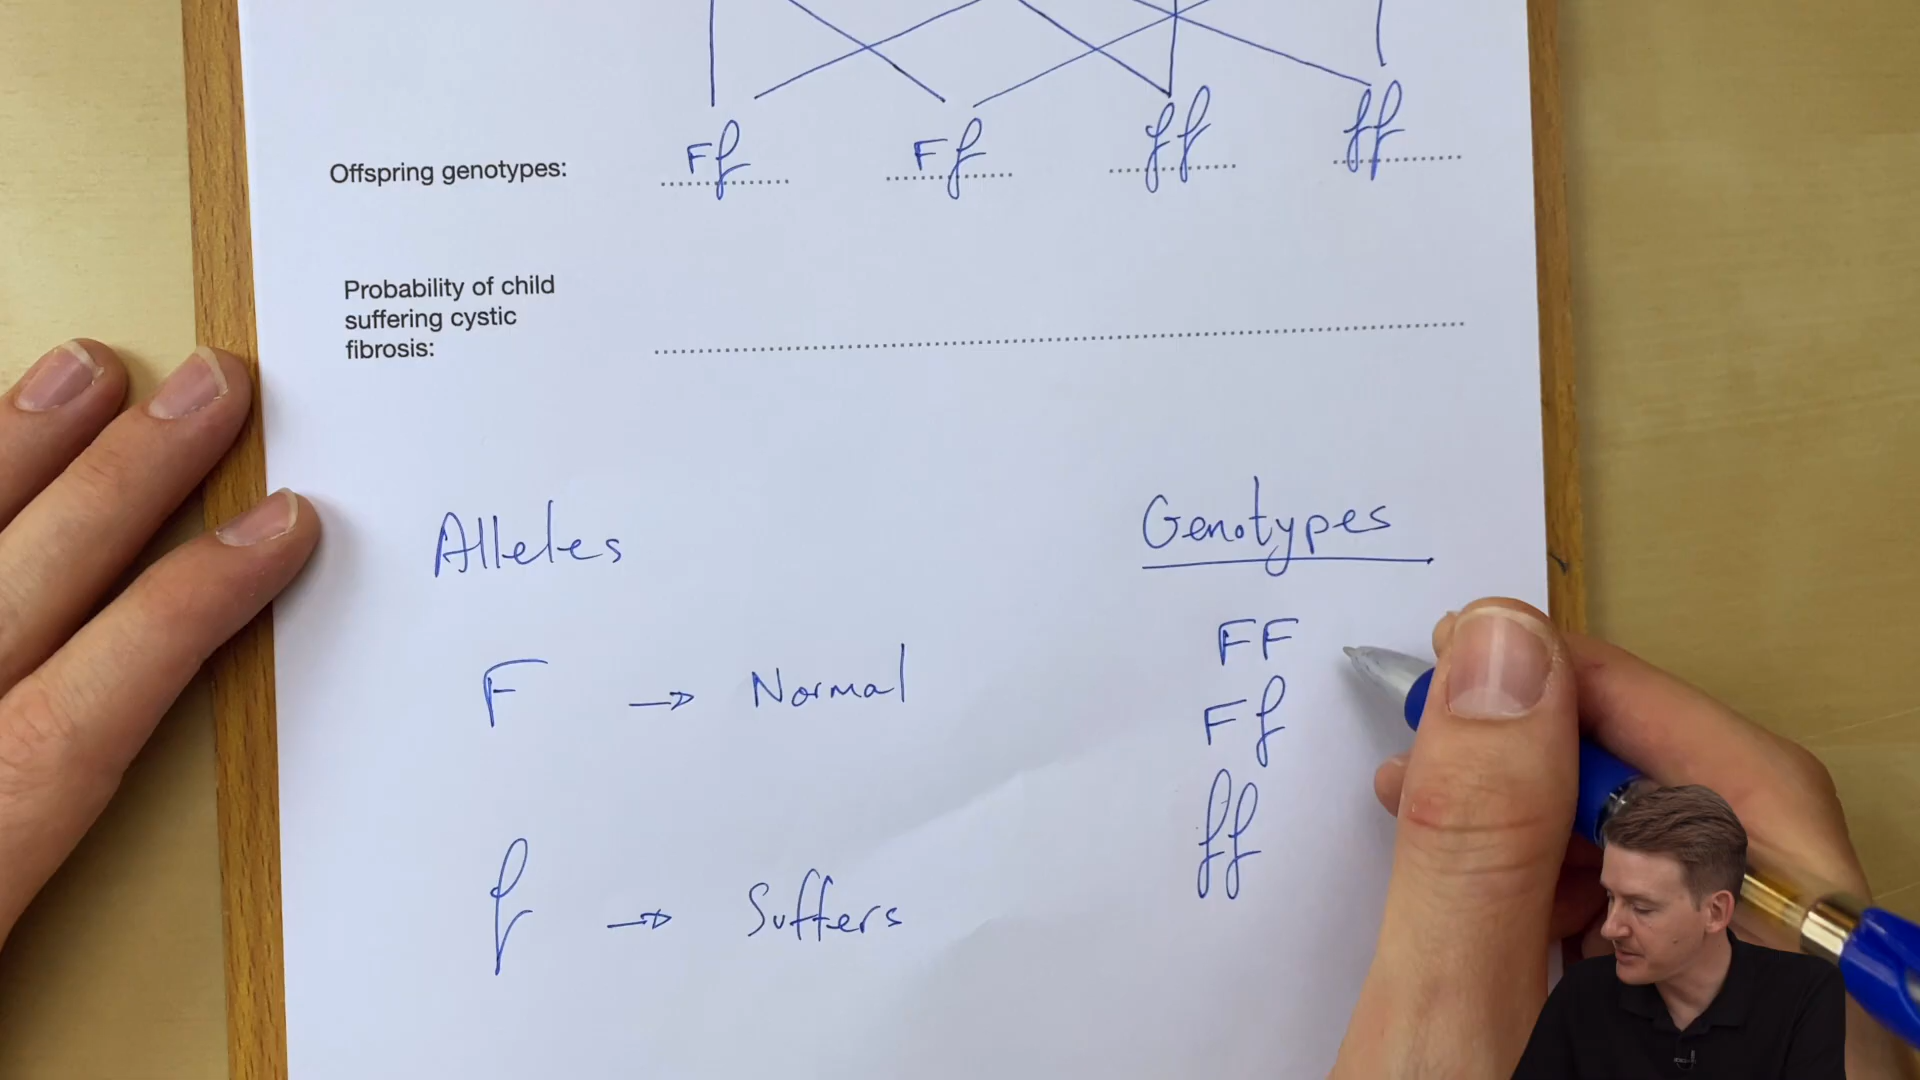 Offspring genotypes: Ff Ff ff ff
Probability of child
suffering cystic
fibrosis:
Alleles
F → Normal
f → Suffers
Genotypes
FF
Ff
ff